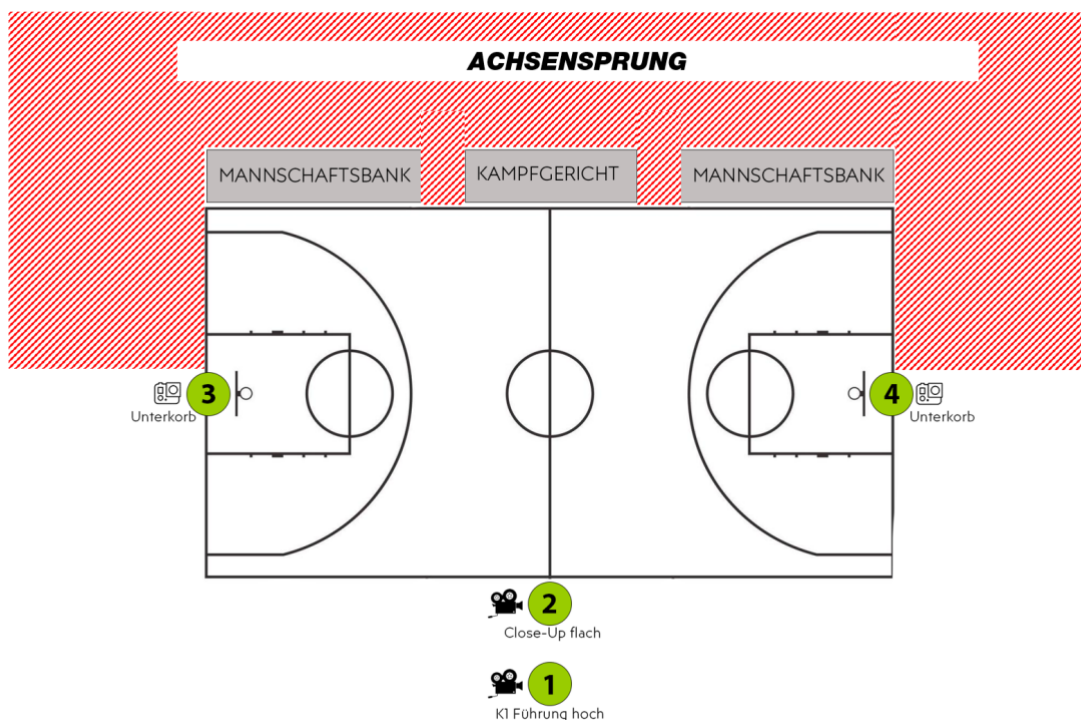 ACHSENSPRUNG
MANNSCHAFTSBANK
KAMPFGERICHT
MANNSCHAFTSBANK
3
Unterkorb
4
Unterkorb
2
Close-Up flach
1
K1 Führung hoch